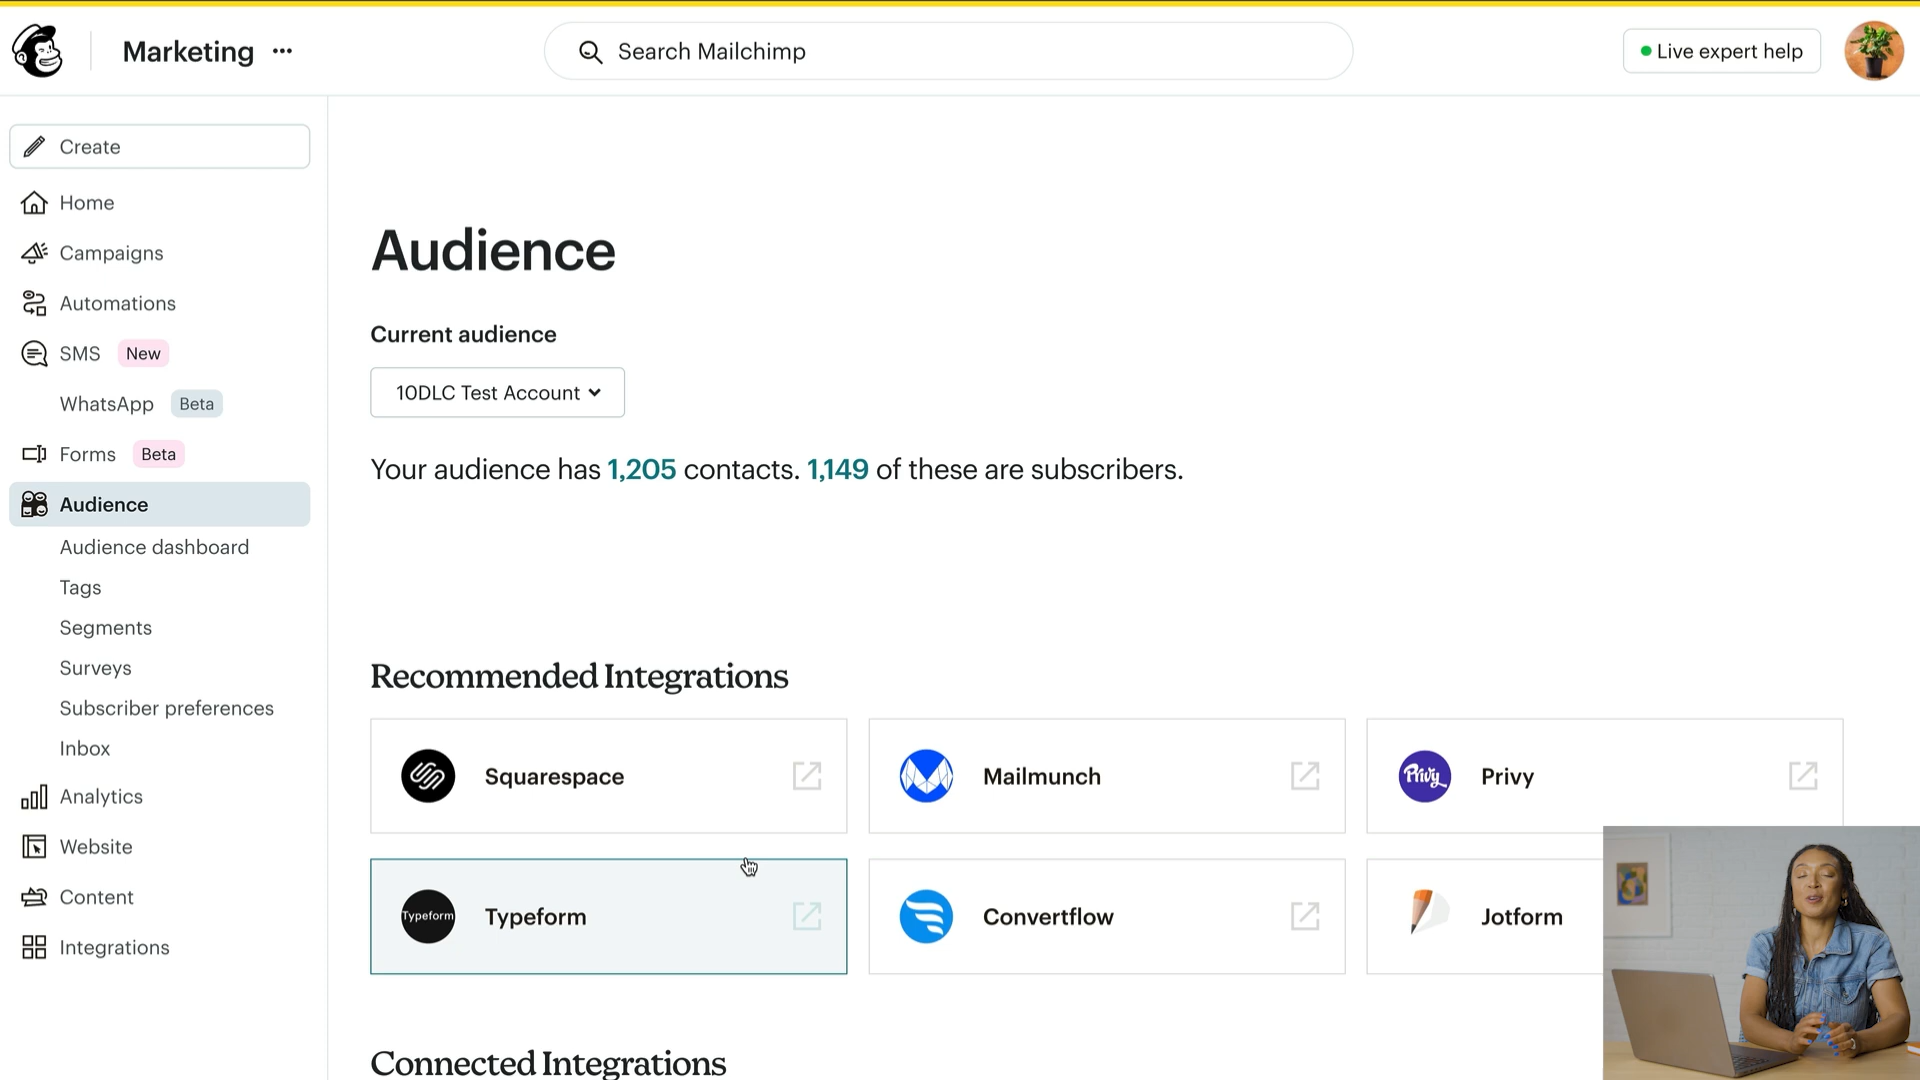 Marketing
Search Mailchimp
Live expert help
Create
Home
Campaigns
Automations
SMS New
WhatsApp Beta
Forms Beta
Audience
Audience dashboard
Tags
Segments
Surveys
Subscriber preferences
Inbox
Analytics
Website
Content
Integrations
Audience
Current audience
10DLC Test Account
Your audience has 1,205 contacts. 1,149 of these are subscribers.
Recommended Integrations
Squarespace
Mailmunch
Privy Privy
Typeform Typeform
Convertflow
Jotform
Connected Integrations